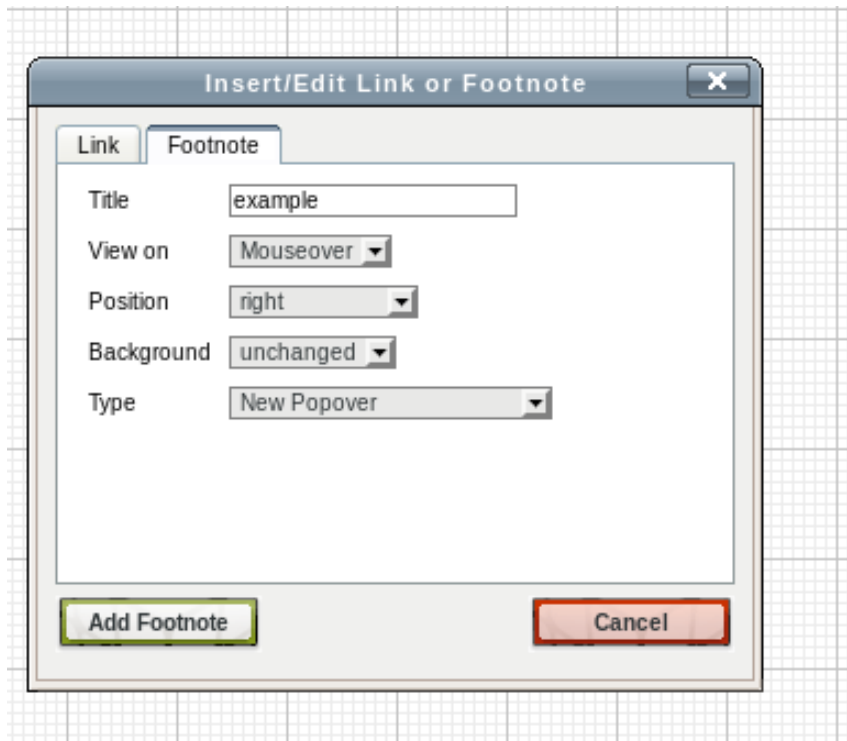 Insert/Edit Link or Footnote
Link Footnote
Title example
View on Mouseover
Position right
Background unchanged
Type New Popover
Add Footnote Cancel